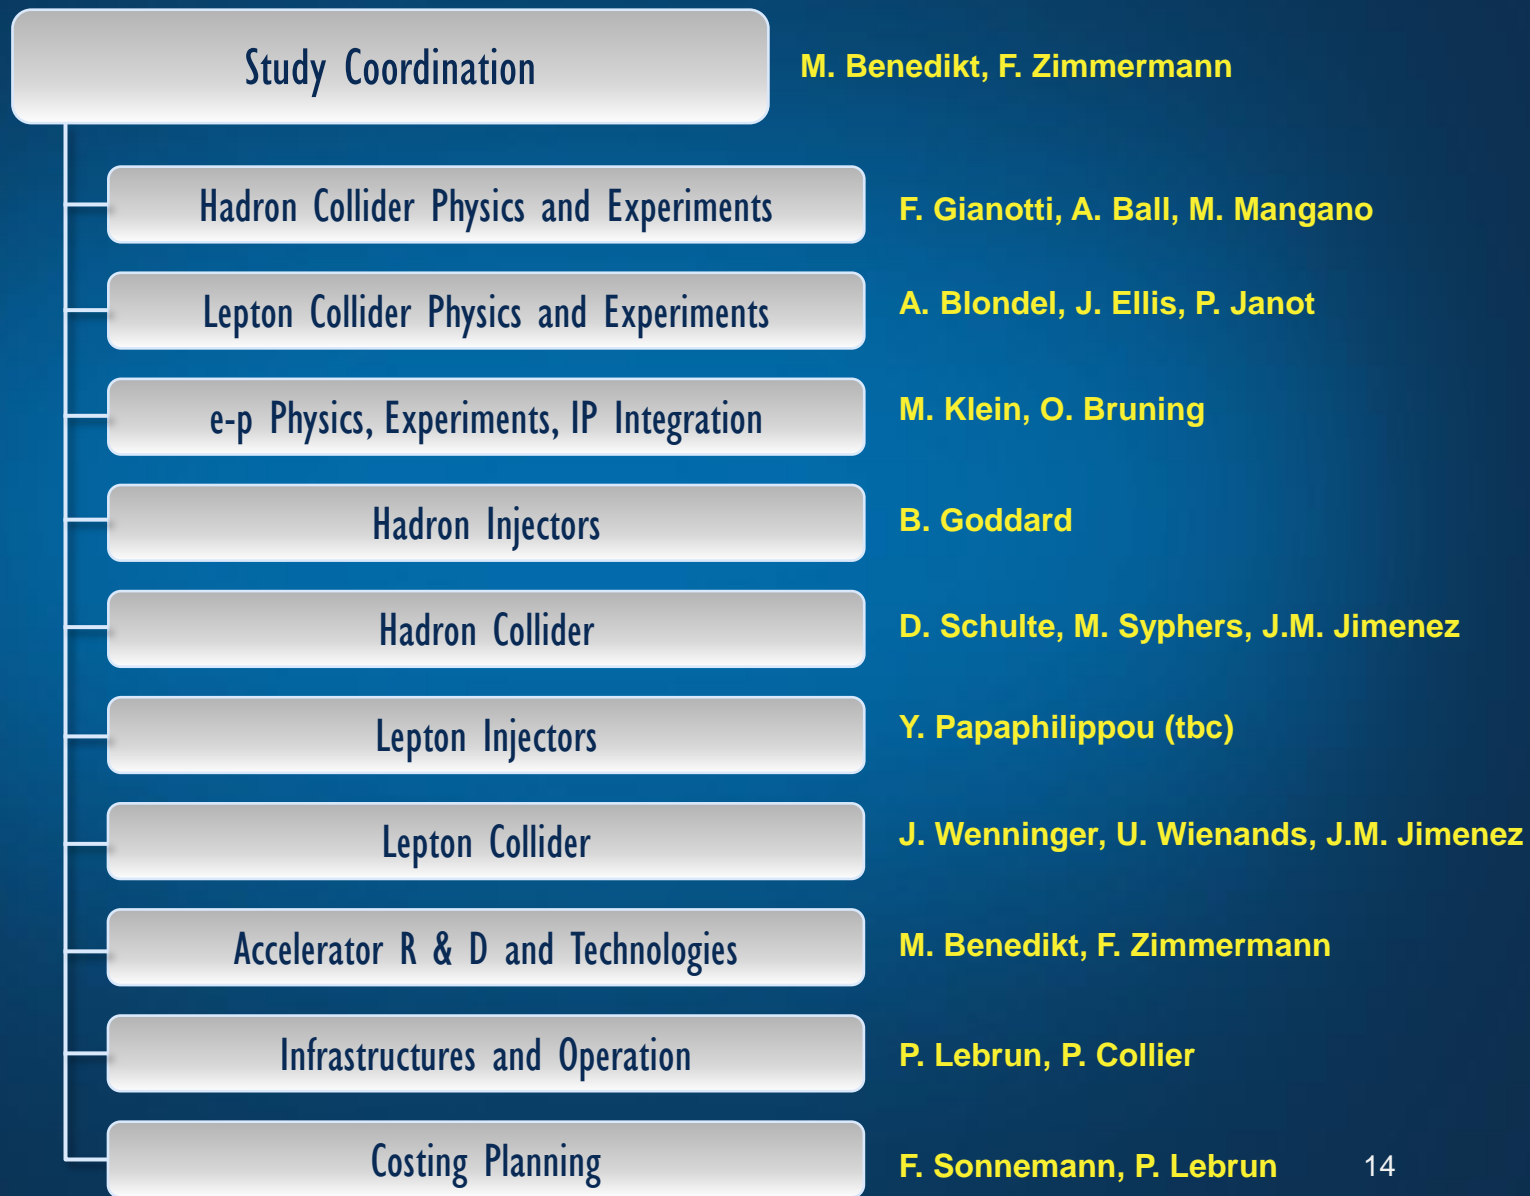 Study Coordination M. Benedikt, F. Zimmermann
Hadron Collider Physics and Experiments F. Gianotti, A. Ball, M. Mangano
Lepton Collider Physics and Experiments A. Blondel, J. Ellis, P. Janot
e-p Physics, Experiments, IP Integration M. Klein, O. Bruning
Hadron Injectors B. Goddard
Hadron Collider D. Schulte, M. Syphers, J.M. Jimenez
Lepton Injectors Y. Papaphilippou (tbc)
Lepton Collider J. Wenninger, U. Wienands, J.M. Jimenez
Accelerator R & D and Technologies M. Benedikt, F. Zimmermann
Infrastructures and Operation P. Lebrun, P. Collier
Costing Planning F. Sonnemann, P. Lebrun 14